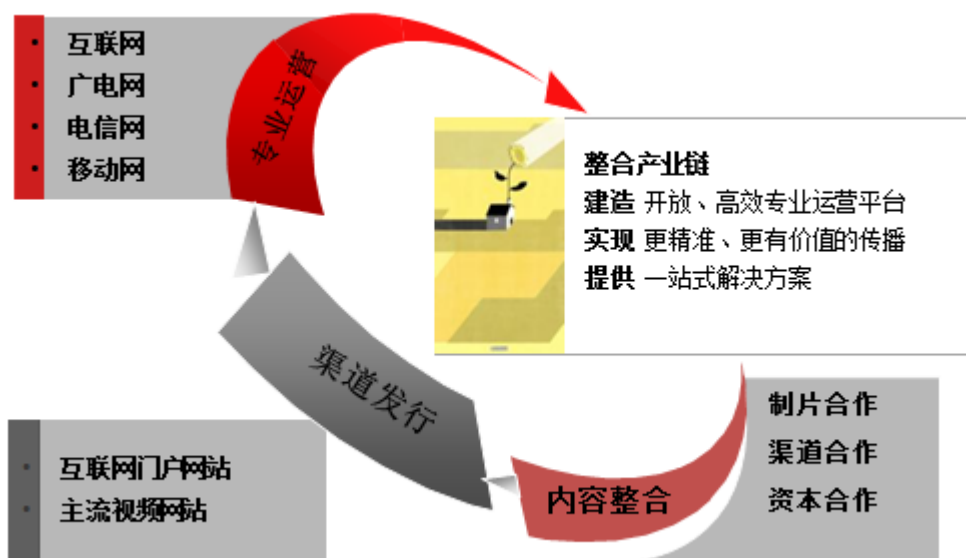 互联网
广电网
电信网
移动网
专业运营
整合产业链
建造 开放、高效专业运营平台
实现 更精准、更有价值的传播
提供 一站式解决方案
渠道发行
互联网门户网站
主流视频网站
内容整合
制片合作
渠道合作
资本合作